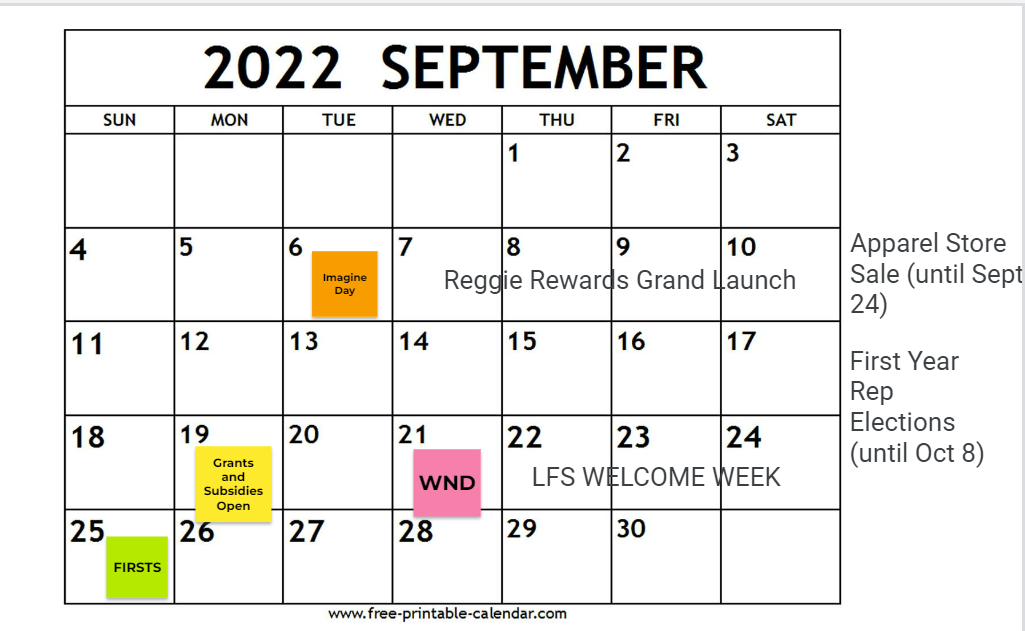 2022 SEPTEMBER
SUN MON TUE WED THU FRI SAT
1 2 3
4 5 6 7 8 9 10
Imagine
Day
Reggie Rewards Grand Launch
Apparel Store
Sale (until Sept
24)
11 12 13 14 15 16 17
First Year
Rep
Elections
(until Oct 8)
18 19 20 21 22 23 24
Grants
and
Subsidies
Open
WND
LFS WELCOME WEEK
25 26 27 28 29 30
FIRSTS
www.free-printable-calendar.com